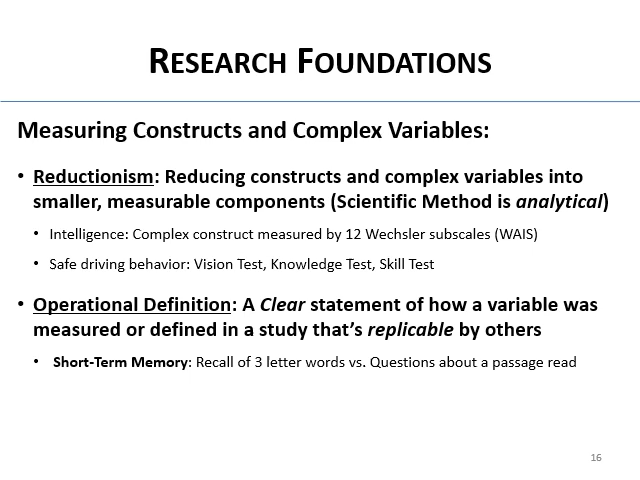 RESEARCH FOUNDATIONS
Measuring Constructs and Complex Variables:
• Reductionism: Reducing constructs and complex variables into
smaller, measurable components (Scientific Method is analytical)
• Intelligence: Complex construct measured by 12 Wechsler subscales (WAIS)
• Safe driving behavior: Vision Test, Knowledge Test, Skill Test
• Operational Definition: A Clear statement of how a variable was
measured or defined in a study that's replicable by others
• Short-Term Memory: Recall of 3 letter words vs. Questions about a passage read
16